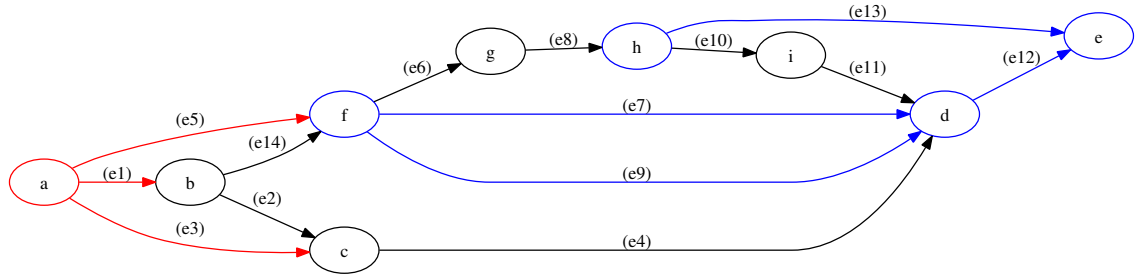 (e13)
e
(e8)
h
(e10)
g
i
(e12)
(e6)
(e11)
(e5)
f
(e7)
d
(e14)
a
(e1)
b
(e9)
(e2)
(e3)
c
(e4)